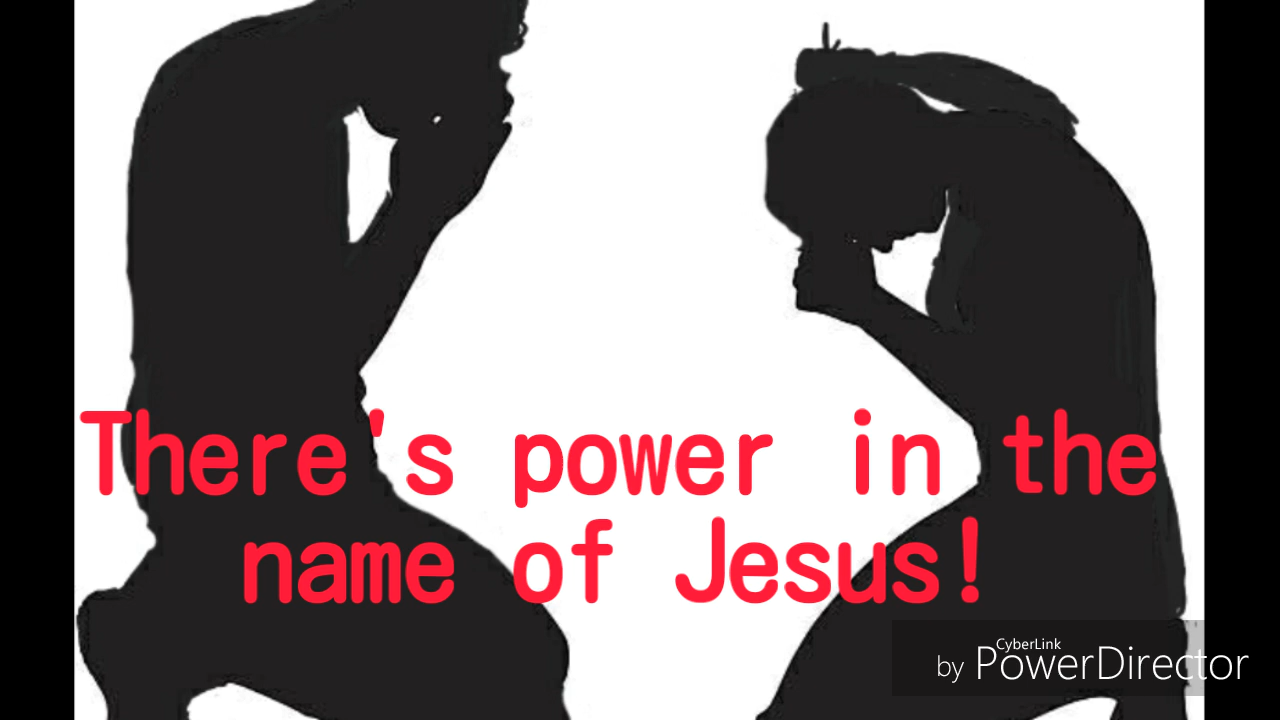 There's power in the
name of Jesus!
CyberLink
by PowerDirector